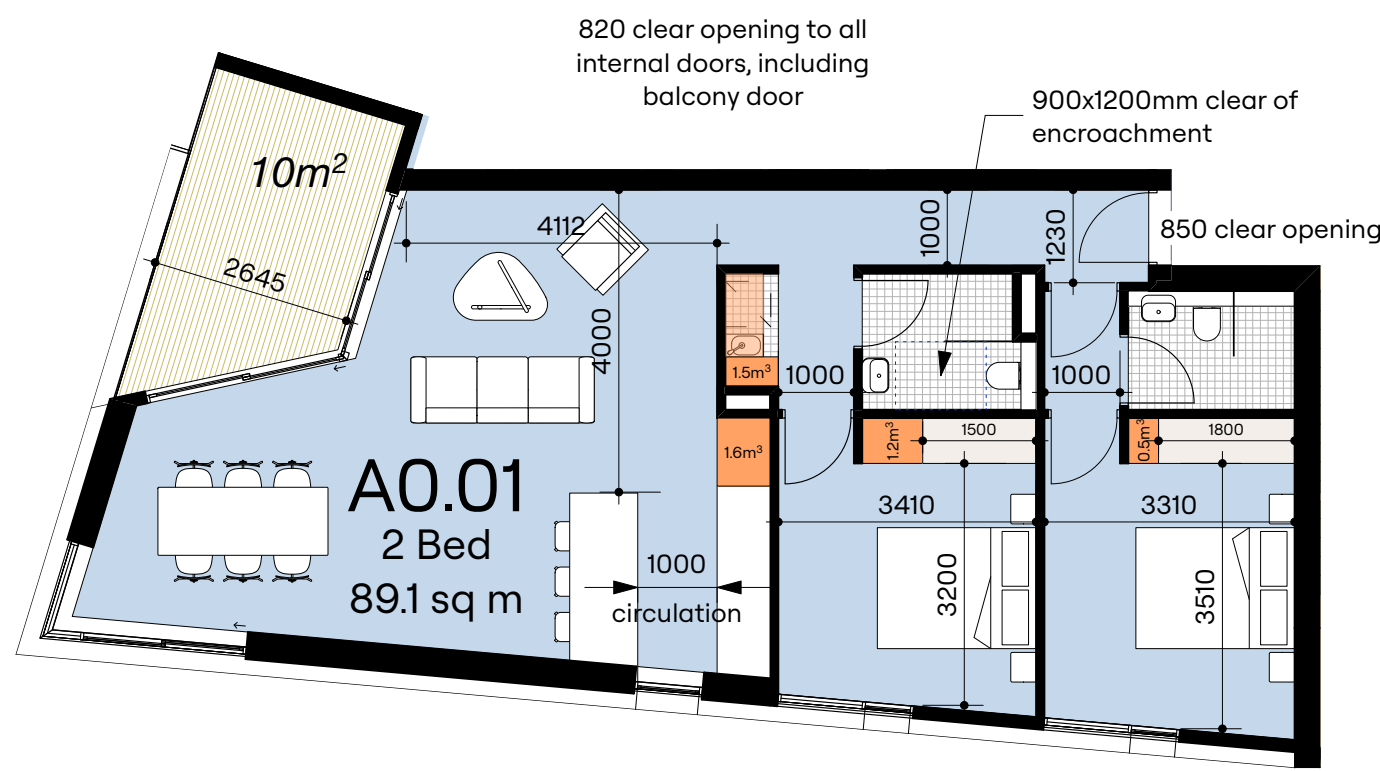 820 clear opening to all
internal doors, including
balcony door
900x1200mm clear of
encroachment
10m²
4112
1000
1230
850 clear opening
2645
4000
1.5m³
1000
1000
1.6m³
1.2m³
1500
0.5m³
1800
A0.01
2 Bed
89.1 sq m
3410
3310
1000
circulation
3200
3510